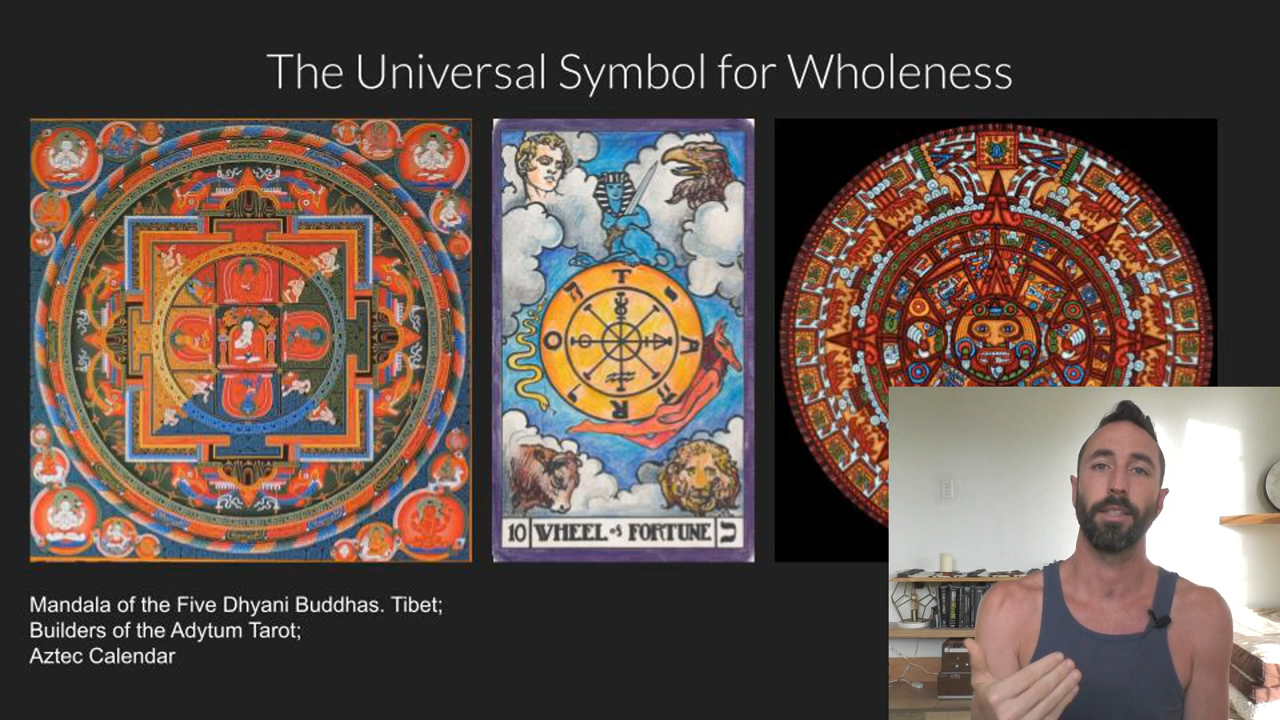 The Universal Symbol for Wholeness
T
A
R
O
י
ה
ו
ה
10 WHEEL of FORTUNE כ
Mandala of the Five Dhyani Buddhas. Tibet;
Builders of the Adytum Tarot;
Aztec Calendar